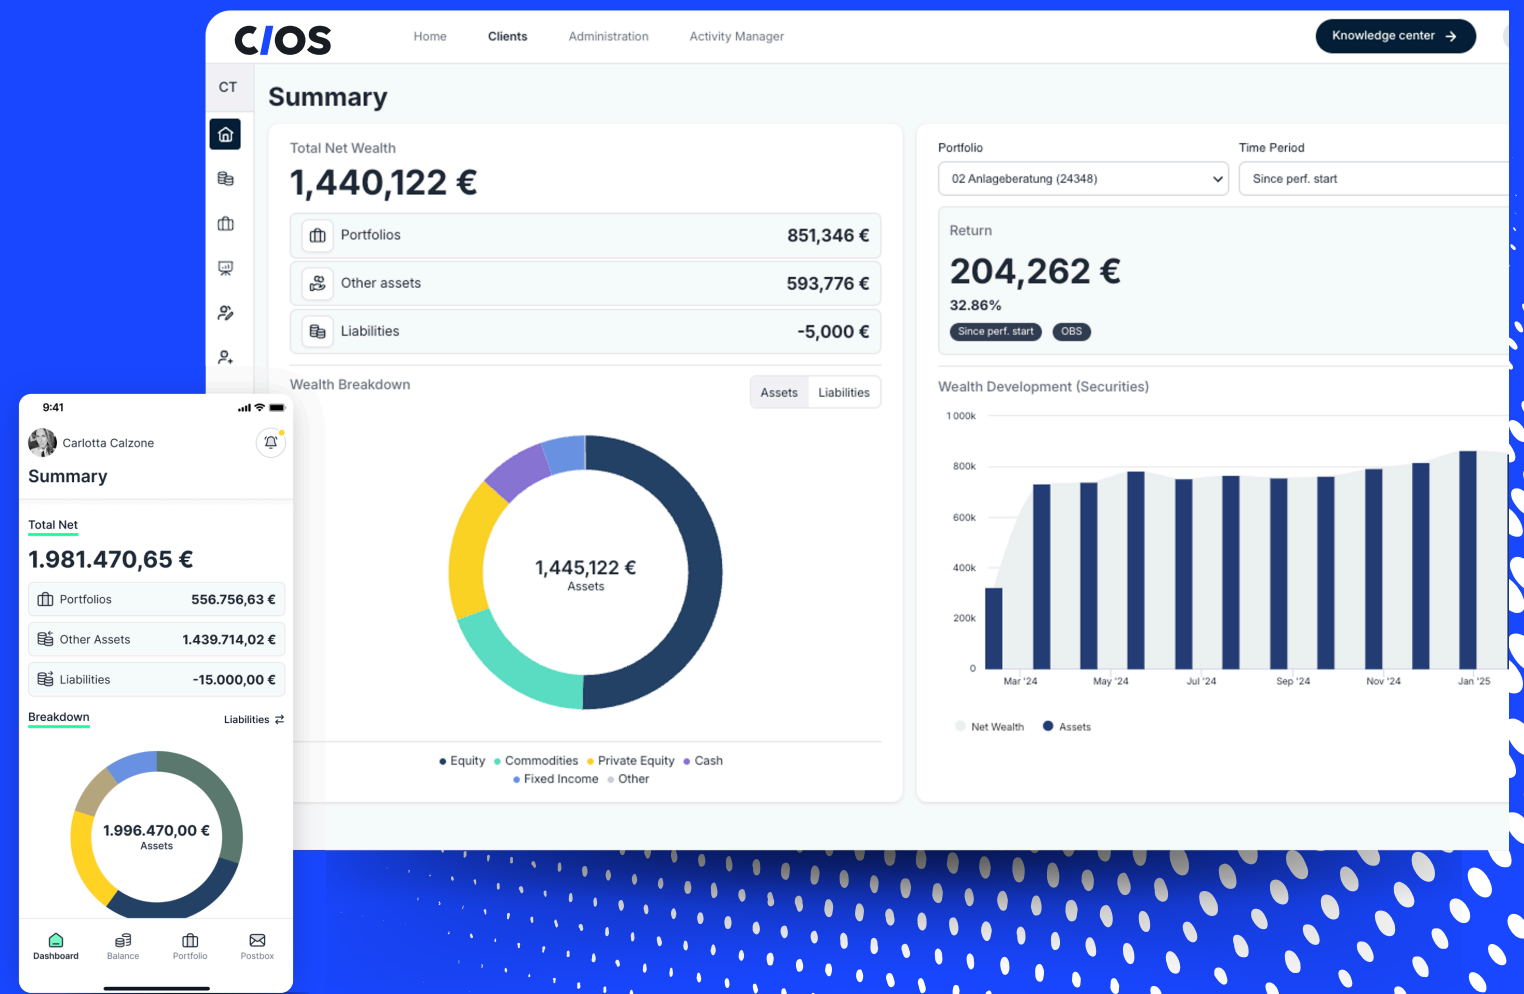 C/OS
Home Clients Administration Activity Manager
Knowledge center →
CT
Summary
Total Net Wealth
1,440,122 €
Portfolios 851,346 €
Other assets 593,776 €
Liabilities -5,000 €
Wealth Breakdown
Assets Liabilities
1,445,122 €
Assets
Equity Commodities Private Equity Cash
Fixed Income Other
Portfolio Time Period
02 Anlageberatung (24348) Since perf. start
Return
204,262 €
32.86%
Since perf. start OBS
Wealth Development (Securities)
1 000k
800k
600k
400k
200k
0
Mar '24 May '24 Jul '24 Sep '24 Nov '24 Jan '25
Net Wealth Assets
9:41
Carlotta Calzone
Summary
Total Net
1.981.470,65 €
Portfolios 556.756,63 €
Other Assets 1.439.714,02 €
Liabilities -15.000,00 €
Breakdown Liabilities
1.996.470,00 €
Assets
Dashboard Balance Portfolio Postbox